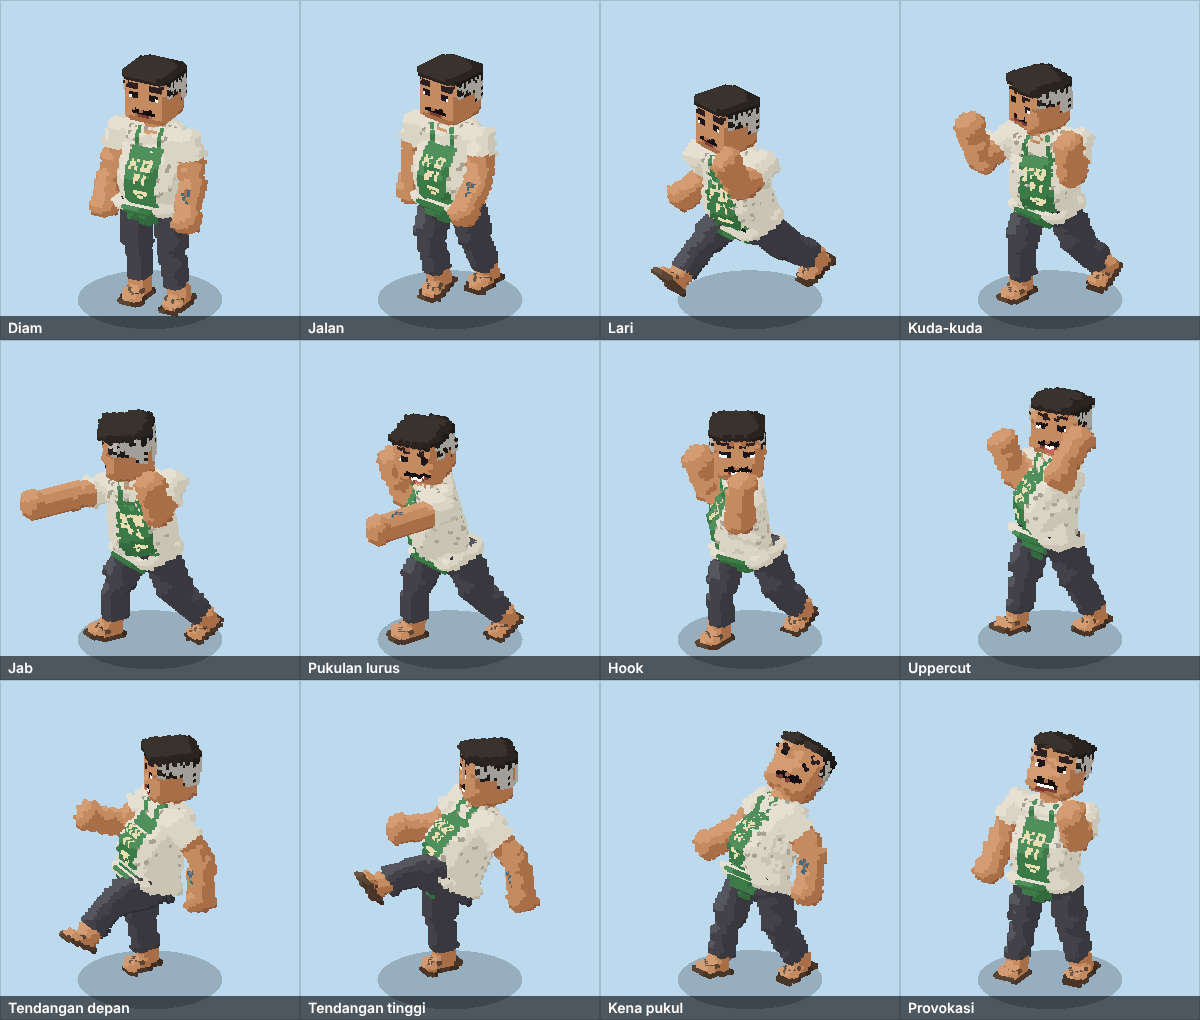 Diam
Jalan
Lari
Kuda-kuda
Jab
Pukulan lurus
Hook
Uppercut
Tendangan depan
Tendangan tinggi
Kena pukul
Provokasi